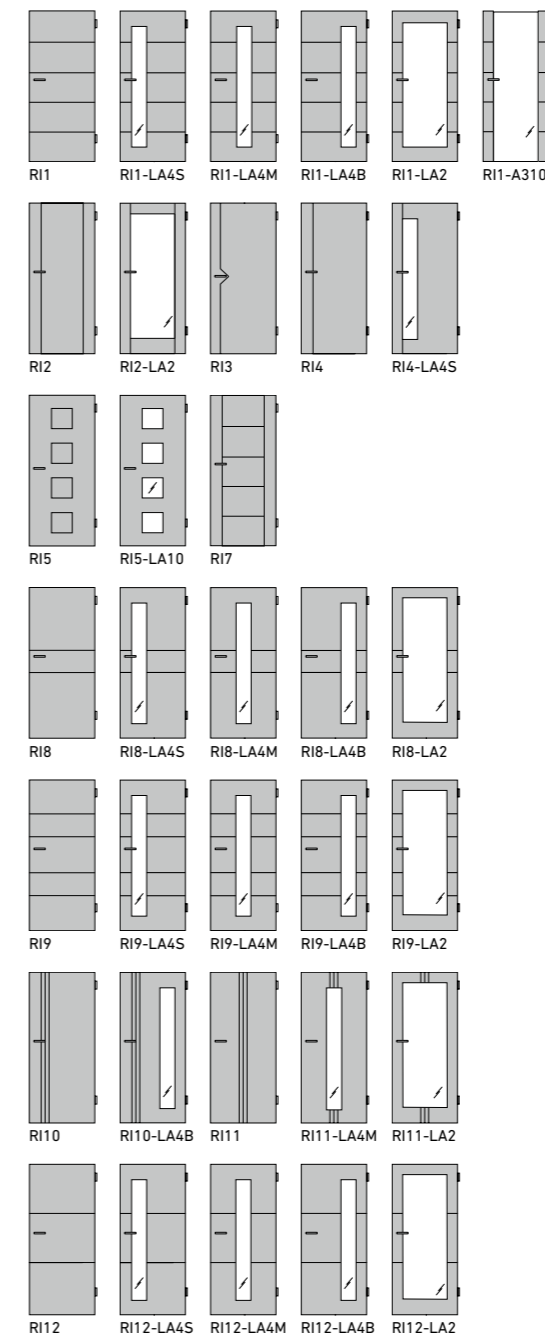 RI1 RI1-LA4S RI1-LA4M RI1-LA4B RI1-LA2 RI1-A310
RI2 RI2-LA2 RI3 RI4 RI4-LA4S
RI5 RI5-LA10 RI7
RI8 RI8-LA4S RI8-LA4M RI8-LA4B RI8-LA2
RI9 RI9-LA4S RI9-LA4M RI9-LA4B RI9-LA2
RI10 RI10-LA4B RI11 RI11-LA4M RI11-LA2
RI12 RI12-LA4S RI12-LA4M RI12-LA4B RI12-LA2